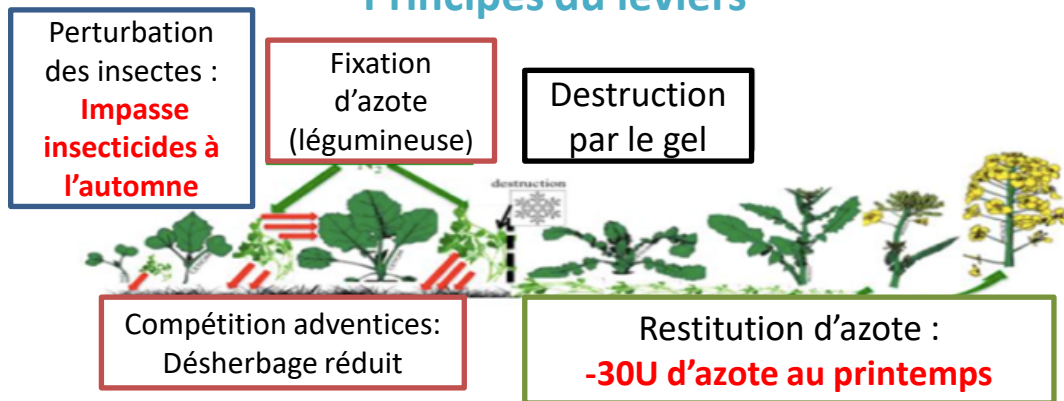 Principes du leviers
Perturbation
des insectes :
Impasse
insecticides à
l'automne
Fixation
d'azote
(légumineuse)
N₂
Destruction
par le gel
destruction
Compétition adventices:
Désherbage réduit
Restitution d'azote :
-30U d'azote au printemps